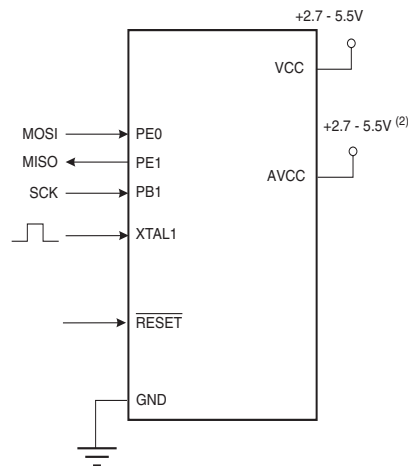 +2.7 - 5.5V
VCC
+2.7 - 5.5V (2)
MOSI PE0
MISO PE1
AVCC
SCK PB1
XTAL1
RESET
GND